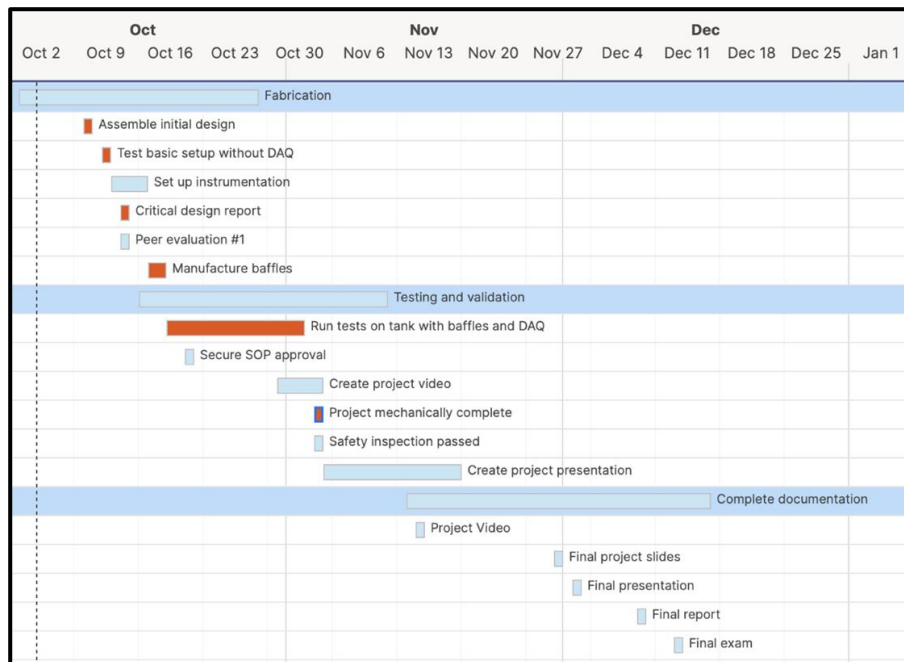 Oct Nov Dec
Oct 2 Oct 9 Oct 16 Oct 23 Oct 30 Nov 6 Nov 13 Nov 20 Nov 27 Dec 4 Dec 11 Dec 18 Dec 25 Jan 1
Fabrication
Assemble initial design
Test basic setup without DAQ
Set up instrumentation
Critical design report
Peer evaluation #1
Manufacture baffles
Testing and validation
Run tests on tank with baffles and DAQ
Secure SOP approval
Create project video
Project mechanically complete
Safety inspection passed
Create project presentation
Complete documentation
Project Video
Final project slides
Final presentation
Final report
Final exam